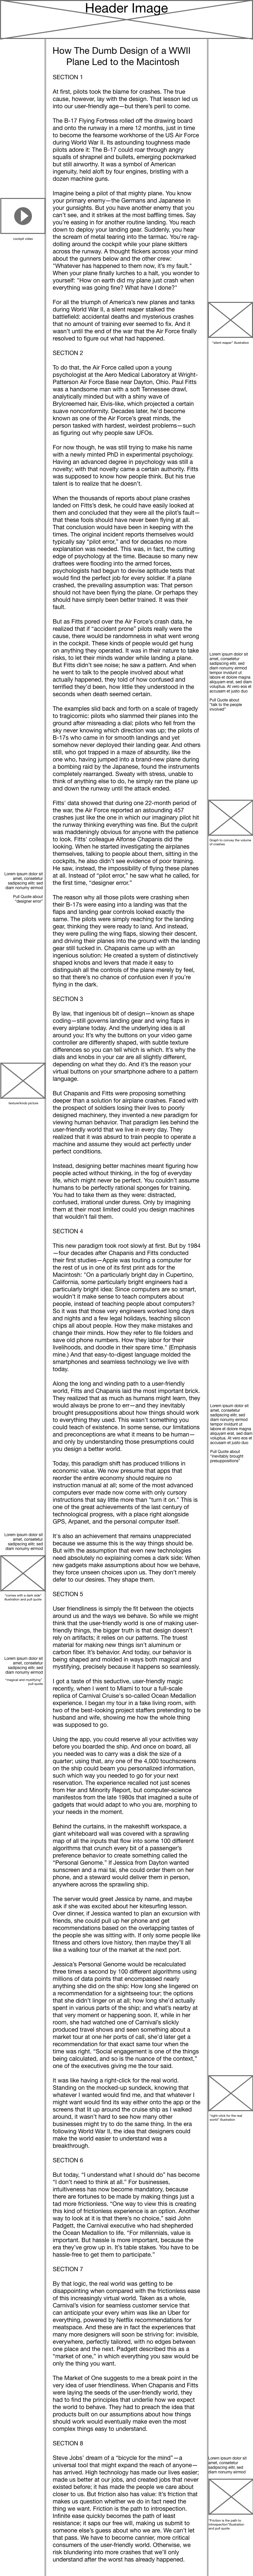 Header Image
How The Dumb Design of a WWII
Plane Led to the Macintosh
SECTION 1
At first, pilots took the blame for crashes. The true
cause, however, lay with the design. That lesson led us
into our user-friendly age—but there's peril to come.
The B-17 Flying Fortress rolled off the drawing board
and onto the runway in a mere 12 months, just in time
to become the fearsome workhorse of the US Air Force
during World War II. Its astounding toughness made
pilots adore it: The B-17 could roar through angry
squalls of shrapnel and bullets, emerging pockmarked
but still airworthy. It was a symbol of American
ingenuity, held aloft by four engines, bristling with a
dozen machine guns.
Imagine being a pilot of that mighty plane. You know
your primary enemy—the Germans and Japanese in
your gunsights. But you have another enemy that you
can't see, and it strikes at the most baffling times. Say
you're easing in for another routine landing. You reach
down to deploy your landing gear. Suddenly, you hear
the scream of metal tearing into the tarmac. You're rag-
dolling around the cockpit while your plane skitters
across the runway. A thought flickers across your mind
about the gunners below and the other crew:
"Whatever has happened to them now, it's my fault."
When your plane finally lurches to a halt, you wonder to
yourself: "How on earth did my plane just crash when
everything was going fine? What have I done?"
cockpit video
For all the triumph of America's new planes and tanks
during World War II, a silent reaper stalked the
battlefield: accidental deaths and mysterious crashes
that no amount of training ever seemed to fix. And it
wasn't until the end of the war that the Air Force finally
resolved to figure out what had happened.
"silent reaper" illustration
SECTION 2
To do that, the Air Force called upon a young
psychologist at the Aero Medical Laboratory at Wright-
Patterson Air Force Base near Dayton, Ohio. Paul Fitts
was a handsome man with a soft Tennessee drawl,
analytically minded but with a shiny wave of
Brylcreemed hair, Elvis-like, which projected a certain
suave nonconformity. Decades later, he'd become
known as one of the Air Force's great minds, the
person tasked with hardest, weirdest problems—such
as figuring out why people saw UFOs.
For now though, he was still trying to make his name
with a newly minted PhD in experimental psychology.
Having an advanced degree in psychology was still a
novelty; with that novelty came a certain authority. Fitts
was supposed to know how people think. But his true
talent is to realize that he doesn't.
When the thousands of reports about plane crashes
landed on Fitts's desk, he could have easily looked at
them and concluded that they were all the pilot's fault—
that these fools should have never been flying at all.
That conclusion would have been in keeping with the
times. The original incident reports themselves would
typically say "pilot error," and for decades no more
explanation was needed. This was, in fact, the cutting
edge of psychology at the time. Because so many new
draftees were flooding into the armed forces,
psychologists had begun to devise aptitude tests that
would find the perfect job for every soldier. If a plane
crashed, the prevailing assumption was: That person
should not have been flying the plane. Or perhaps they
should have simply been better trained. It was their
fault.
But as Fitts pored over the Air Force's crash data, he
realized that if "accident prone" pilots really were the
cause, there would be randomness in what went wrong
in the cockpit. These kinds of people would get hung
on anything they operated. It was in their nature to take
risks, to let their minds wander while landing a plane.
But Fitts didn't see noise; he saw a pattern. And when
he went to talk to the people involved about what
actually happened, they told of how confused and
terrified they'd been, how little they understood in the
seconds when death seemed certain.
Lorem ipsum dolor sit
amet, consetetur
sadipscing elitr, sed
diam nonumy eirmod
tempor invidunt ut
labore et dolore magna
aliquyam erat, sed diam
voluptua. At vero eos et
accusam et justo duo
Pull Quote about
"talk to the people
involved"
The examples slid back and forth on a scale of tragedy
to tragicomic: pilots who slammed their planes into the
ground after misreading a dial; pilots who fell from the
sky never knowing which direction was up; the pilots of
B-17s who came in for smooth landings and yet
somehow never deployed their landing gear. And others
still, who got trapped in a maze of absurdity, like the
one who, having jumped into a brand-new plane during
a bombing raid by the Japanese, found the instruments
completely rearranged. Sweaty with stress, unable to
think of anything else to do, he simply ran the plane up
and down the runway until the attack ended.
Fitts' data showed that during one 22-month period of
the war, the Air Force reported an astounding 457
crashes just like the one in which our imaginary pilot hit
the runway thinking everything was fine. But the culprit
was maddeningly obvious for anyone with the patience
to look. Fitts' colleague Alfonse Chapanis did the
looking. When he started investigating the airplanes
themselves, talking to people about them, sitting in the
cockpits, he also didn't see evidence of poor training.
He saw, instead, the impossibility of flying these planes
at all. Instead of "pilot error," he saw what he called, for
the first time, "designer error."
Graph to convey the volume
of crashes
Lorem ipsum dolor sit
amet, consetetur
sadipscing elitr, sed
diam nonumy eirmod
Pull Quote about
"designer error"
The reason why all those pilots were crashing when
their B-17s were easing into a landing was that the
flaps and landing gear controls looked exactly the
same. The pilots were simply reaching for the landing
gear, thinking they were ready to land. And instead,
they were pulling the wing flaps, slowing their descent,
and driving their planes into the ground with the landing
gear still tucked in. Chapanis came up with an
ingenious solution: He created a system of distinctively
shaped knobs and levers that made it easy to
distinguish all the controls of the plane merely by feel,
so that there's no chance of confusion even if you're
flying in the dark.
SECTION 3
By law, that ingenious bit of design—known as shape
coding—still governs landing gear and wing flaps in
every airplane today. And the underlying idea is all
around you: It's why the buttons on your video game
controller are differently shaped, with subtle texture
differences so you can tell which is which. It's why the
dials and knobs in your car are all slightly different,
depending on what they do. And it's the reason your
virtual buttons on your smartphone adhere to a pattern
language.
texture/knob picture
But Chapanis and Fitts were proposing something
deeper than a solution for airplane crashes. Faced with
the prospect of soldiers losing their lives to poorly
designed machinery, they invented a new paradigm for
viewing human behavior. That paradigm lies behind the
user-friendly world that we live in every day. They
realized that it was absurd to train people to operate a
machine and assume they would act perfectly under
perfect conditions.
Instead, designing better machines meant figuring how
people acted without thinking, in the fog of everyday
life, which might never be perfect. You couldn't assume
humans to be perfectly rational sponges for training.
You had to take them as they were: distracted,
confused, irrational under duress. Only by imagining
them at their most limited could you design machines
that wouldn't fail them.
SECTION 4
This new paradigm took root slowly at first. But by 1984
—four decades after Chapanis and Fitts conducted
their first studies—Apple was touting a computer for
the rest of us in one of its first print ads for the
Macintosh: "On a particularly bright day in Cupertino,
California, some particularly bright engineers had a
particularly bright idea: Since computers are so smart,
wouldn't it make sense to teach computers about
people, instead of teaching people about computers?
So it was that those very engineers worked long days
and nights and a few legal holidays, teaching silicon
chips all about people. How they make mistakes and
change their minds. How they refer to file folders and
save old phone numbers. How they labor for their
livelihoods, and doodle in their spare time." (Emphasis
mine.) And that easy-to-digest language molded the
smartphones and seamless technology we live with
today.
Along the long and winding path to a user-friendly
world, Fitts and Chapanis laid the most important brick.
They realized that as much as humans might learn, they
would always be prone to err—and they inevitably
brought presuppositions about how things should work
to everything they used. This wasn't something you
could teach of existence. In some sense, our limitations
and preconceptions are what it means to be human—
and only by understanding those presumptions could
you design a better world.
Lorem ipsum dolor sit
amet, consetetur
sadipscing elitr, sed
diam nonumy eirmod
tempor invidunt ut
labore et dolore magna
aliquyam erat, sed diam
voluptua. At vero eos et
accusam et justo duo
Pull Quote about
"inevitably brought
presuppositions"
Today, this paradigm shift has produced trillions in
economic value. We now presume that apps that
reorder the entire economy should require no
instruction manual at all; some of the most advanced
computers ever made now come with only cursory
instructions that say little more than "turn it on." This is
one of the great achievements of the last century of
technological progress, with a place right alongside
GPS, Arpanet, and the personal computer itself.
It's also an achievement that remains unappreciated
because we assume this is the way things should be.
But with the assumption that even new technologies
need absolutely no explaining comes a dark side: When
new gadgets make assumptions about how we behave,
they force unseen choices upon us. They don't merely
defer to our desires. They shape them.
Lorem ipsum dolor sit
amet, consetetur
sadipscing elitr, sed
diam nonumy eirmod
"comes with a dark side"
illustration and pull quote
SECTION 5
User friendliness is simply the fit between the objects
around us and the ways we behave. So while we might
think that the user-friendly world is one of making user-
friendly things, the bigger truth is that design doesn't
rely on artifacts; it relies on our patterns. The truest
material for making new things isn't aluminum or
carbon fiber. It's behavior. And today, our behavior is
being shaped and molded in ways both magical and
mystifying, precisely because it happens so seamlessly.
Lorem ipsum dolor sit
amet, consetetur
sadipscing elitr, sed
diam nonumy eirmod
"magical and mystifying"
pull quote
I got a taste of this seductive, user-friendly magic
recently, when I went to Miami to tour a full-scale
replica of Carnival Cruise's so-called Ocean Medallion
experience. I began my tour in a fake living room, with
two of the best-looking project staffers pretending to be
husband and wife, showing me how the whole thing
was supposed to go.
Using the app, you could reserve all your activities way
before you boarded the ship. And once on board, all
you needed to was carry was a disk the size of a
quarter; using that, any one of the 4,000 touchscreens
on the ship could beam you personalized information,
such which way you needed to go for your next
reservation. The experience recalled not just scenes
from Her and Minority Report, but computer-science
manifestos from the late 1980s that imagined a suite of
gadgets that would adapt to who you are, morphing to
your needs in the moment.
Behind the curtains, in the makeshift workspace, a
giant whiteboard wall was covered with a sprawling
map of all the inputs that flow into some 100 different
algorithms that crunch every bit of a passenger's
preference behavior to create something called the
"Personal Genome." If Jessica from Dayton wanted
sunscreen and a mai tai, she could order them on her
phone, and a steward would deliver them in person,
anywhere across the sprawling ship.
The server would greet Jessica by name, and maybe
ask if she was excited about her kitesurfing lesson.
Over dinner, if Jessica wanted to plan an excursion with
friends, she could pull up her phone and get
recommendations based on the overlapping tastes of
the people she was sitting with. If only some people like
fitness and others love history, then maybe they'll all
like a walking tour of the market at the next port.
Jessica's Personal Genome would be recalculated
three times a second by 100 different algorithms using
millions of data points that encompassed nearly
anything she did on the ship: How long she lingered on
a recommendation for a sightseeing tour; the options
that she didn't linger on at all; how long she'd actually
spent in various parts of the ship; and what's nearby at
that very moment or happening soon. If, while in her
room, she had watched one of Carnival's slickly
produced travel shows and seen something about a
market tour at one her ports of call, she'd later get a
recommendation for that exact same tour when the
time was right. "Social engagement is one of the things
being calculated, and so is the nuance of the context,"
one of the executives giving me the tour said.
It was like having a right-click for the real world.
Standing on the mocked-up sundeck, knowing that
whatever I wanted would find me, and that whatever I
might want would find its way either onto the app or the
screens that lit up around the cruise ship as I walked
around, it wasn't hard to see how many other
businesses might try to do the same thing. In the era
following World War II, the idea that designers could
make the world easier to understand was a
breakthrough.
"right click for the real
world" illustration
SECTION 6
But today, "I understand what I should do" has become
"I don't need to think at all." For businesses,
intuitiveness has now become mandatory, because
there are fortunes to be made by making things just a
tad more frictionless. "One way to view this is creating
this kind of frictionless experience is an option. Another
way to look at it is that there's no choice," said John
Padgett, the Carnival executive who had shepherded
the Ocean Medallion to life. "For millennials, value is
important. But hassle is more important, because the
era they've grow up in. It's table stakes. You have to be
hassle-free to get them to participate."
SECTION 7
By that logic, the real world was getting to be
disappointing when compared with the frictionless ease
of this increasingly virtual world. Taken as a whole,
Carnival's vision for seamless customer service that
can anticipate your every whim was like an Uber for
everything, powered by Netflix recommendations for
meatspace. And these are in fact the experiences that
many more designers will soon be striving for: invisible,
everywhere, perfectly tailored, with no edges between
one place and the next. Padgett described this as a
"market of one," in which everything you saw would be
only the thing you want.
The Market of One suggests to me a break point in the
very idea of user friendliness. When Chapanis and Fitts
were laying the seeds of the user-friendly world, they
had to find the principles that underlie how we expect
the world to behave. They had to preach the idea that
products built on our assumptions about how things
should work would eventually make even the most
complex things easy to understand.
SECTION 8
Steve Jobs' dream of a "bicycle for the mind"—a
universal tool that might expand the reach of anyone—
has arrived. High technology has made our lives easier;
made us better at our jobs, and created jobs that never
existed before; it has made the people we care about
closer to us. But friction also has value: It's friction that
makes us question whether we do in fact need the
thing we want. Friction is the path to introspection.
Infinite ease quickly becomes the path of least
resistance; it saps our free will, making us submit to
someone else's guess about who we are. We can't let
that pass. We have to become cannier, more critical
consumers of the user-friendly world. Otherwise, we
risk blundering into more crashes that we'll only
understand after the worst has already happened.
Lorem ipsum dolor sit
amet, consetetur
sadipscing elitr, sed
diam nonumy eirmod
"Friction is the path to
introspection"illustration
and pull quote